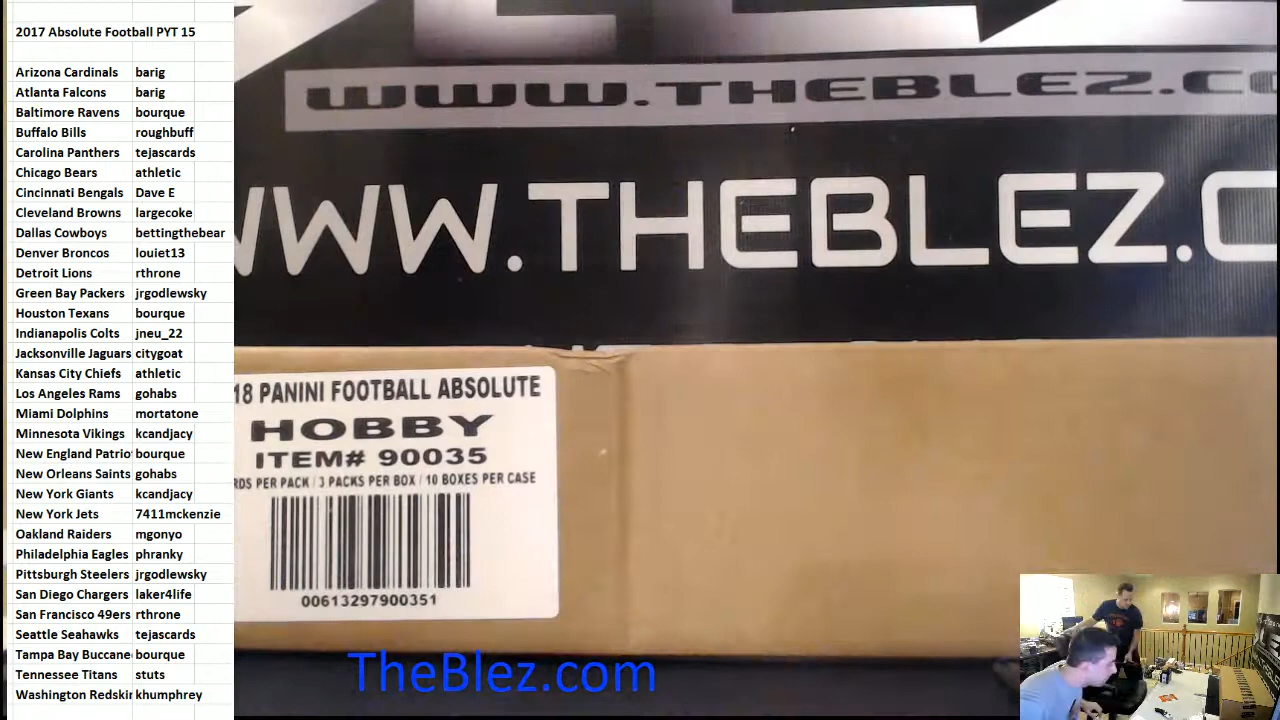 2017 Absolute Football PYT 15
Arizona Cardinals barig
Atlanta Falcons barig
Baltimore Ravens bourque
Buffalo Bills roughbuff
Carolina Panthers tejascards
Chicago Bears athletic
Cincinnati Bengals Dave E
Cleveland Browns largecoke
Dallas Cowboys bettingthebear
Denver Broncos louiet13
Detroit Lions rthrone
Green Bay Packers jrgodlewsky
Houston Texans bourque
Indianapolis Colts jneu_22
Jacksonville Jaguars citygoat
Kansas City Chiefs athletic
Los Angeles Rams gohabs
Miami Dolphins mortatone
Minnesota Vikings kcandjacy
New England Patrio bourque
New Orleans Saints gohabs
New York Giants kcandjacy
New York Jets 7411mckenzie
Oakland Raiders mgonyo
Philadelphia Eagles phranky
Pittsburgh Steelers jrgodlewsky
San Diego Chargers laker4life
San Francisco 49ers rthrone
Seattle Seahawks tejascards
Tampa Bay Buccane bourque
Tennessee Titans stuts
Washington Redskin khumphrey
WWW.THEBLEZ.CO
WWW.THEBLEZ.C
18 PANINI FOOTBALL ABSOLUTE
HOBBY
ITEM# 90035
RDS PER PACK / 3 PACKS PER BOX / 10 BOXES PER CASE
00613297900351
TheBlez.com